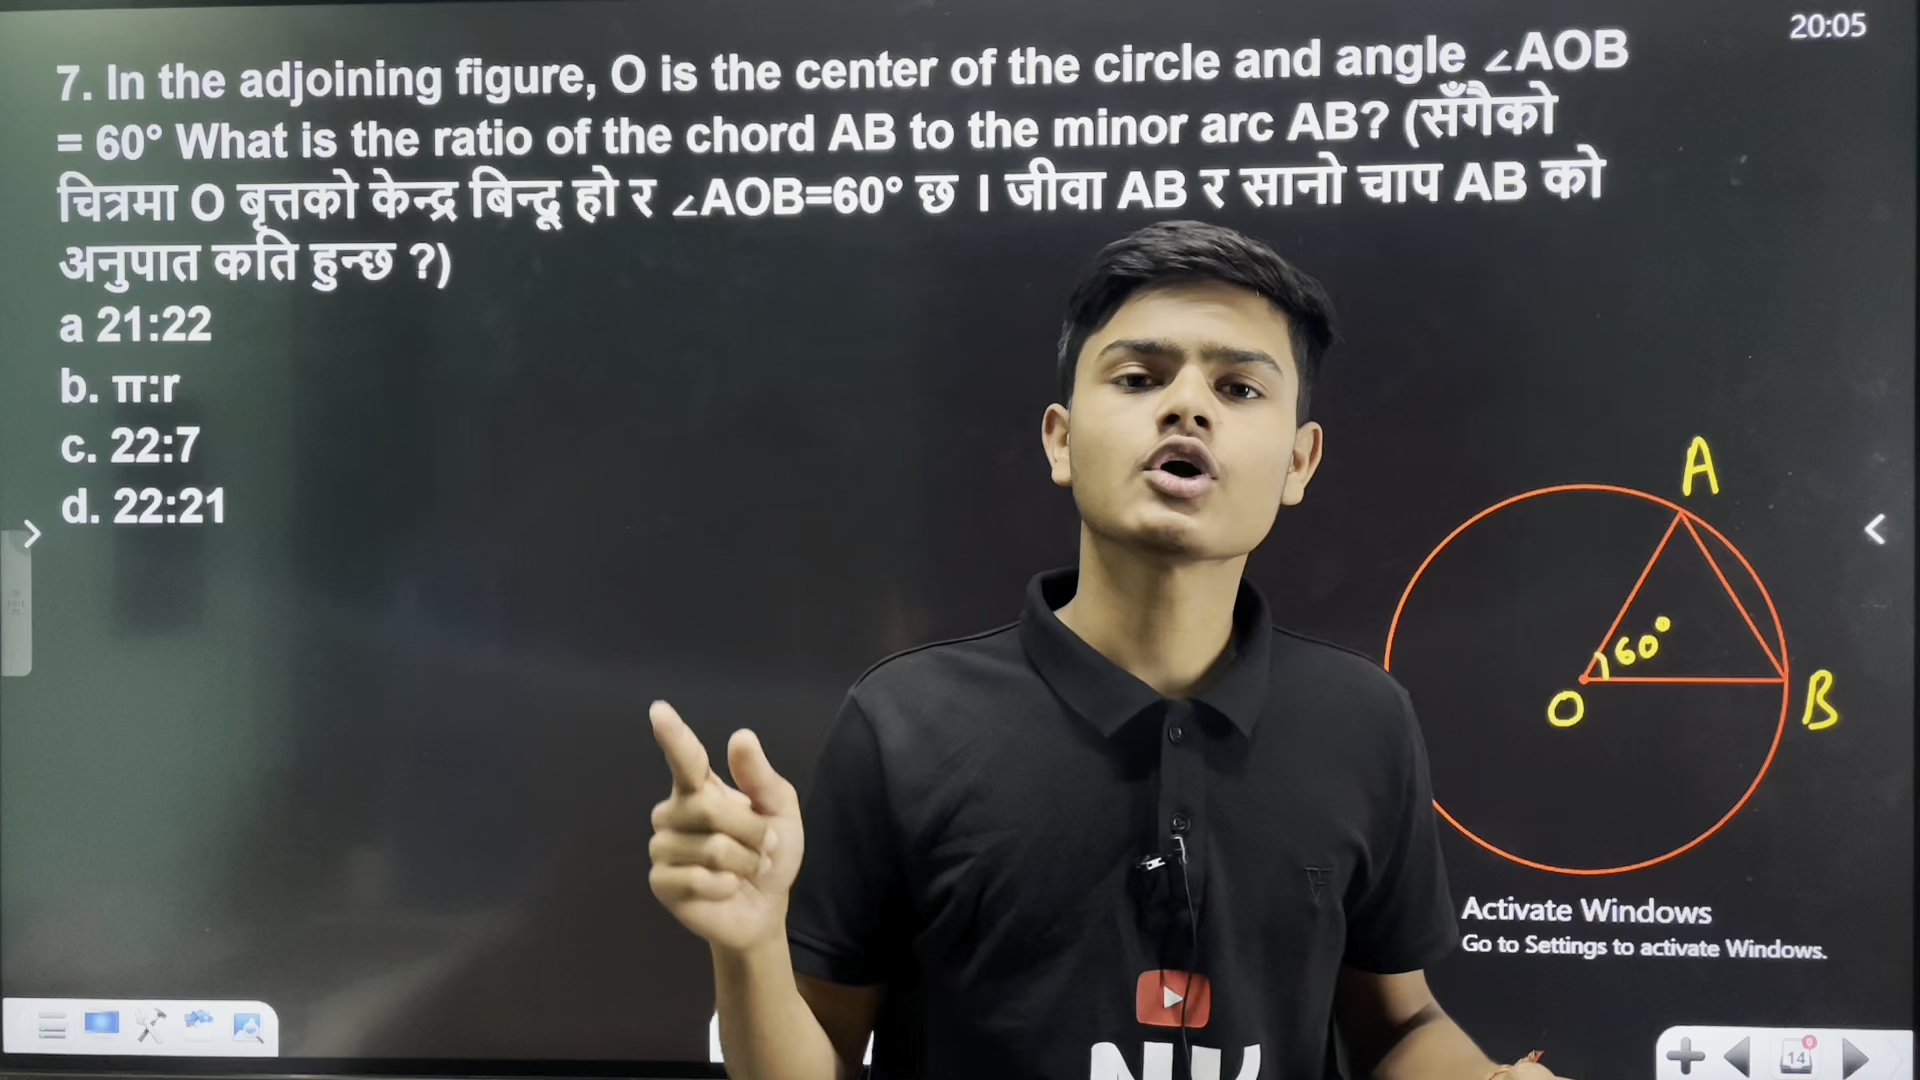 20:05
7. In the adjoining figure, O is the center of the circle and angle ∠AOB
= 60° What is the ratio of the chord AB to the minor arc AB? (सँगैको
चित्रमा O बृत्तको केन्द्र बिन्दू हो र ∠AOB=60° छ । जीवा AB र सानो चाप AB को
अनुपात कति हुन्छ ?)
a 21:22
b. π:r
c. 22:7
d. 22:21
A
60°
O
B
Activate Windows
Go to Settings to activate Windows.
14